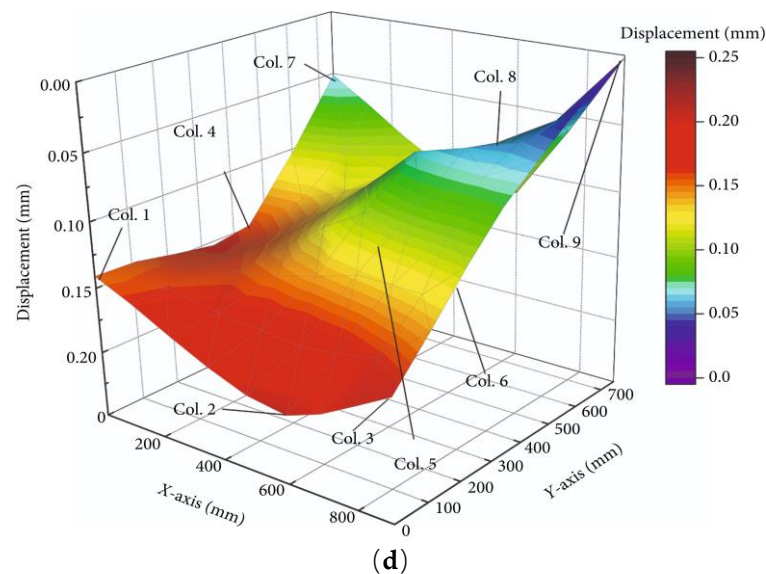 Displacement (mm)
0.25
0.20
0.15
0.10
0.05
0.0
Col. 7
Col. 8
0.00
Col. 4
0.05
Col. 1
0.10
Col. 9
0.15
Displacement (mm)
0.20
Col. 6
0
Col. 2
Col. 3
Col. 5
200
400
600
800
X-axis (mm)
0
100
200
300
400
500
600
700
Y-axis (mm)
(d)